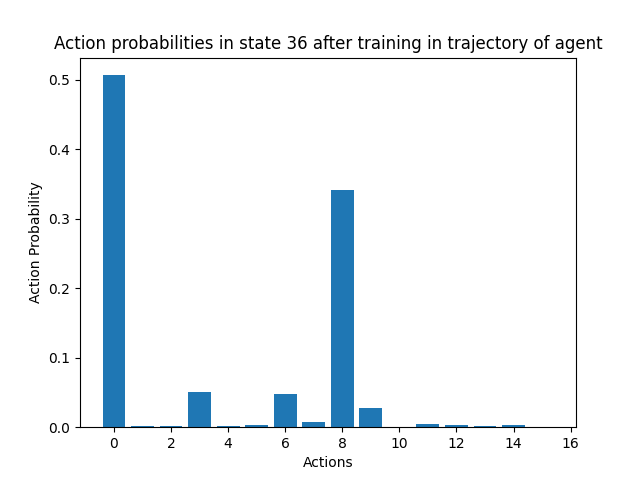 Action probabilities in state 36 after training in trajectory of agent
Action Probability
0.5
0.4
0.3
0.2
0.1
0.0
0 2 4 6 8 10 12 14 16
Actions